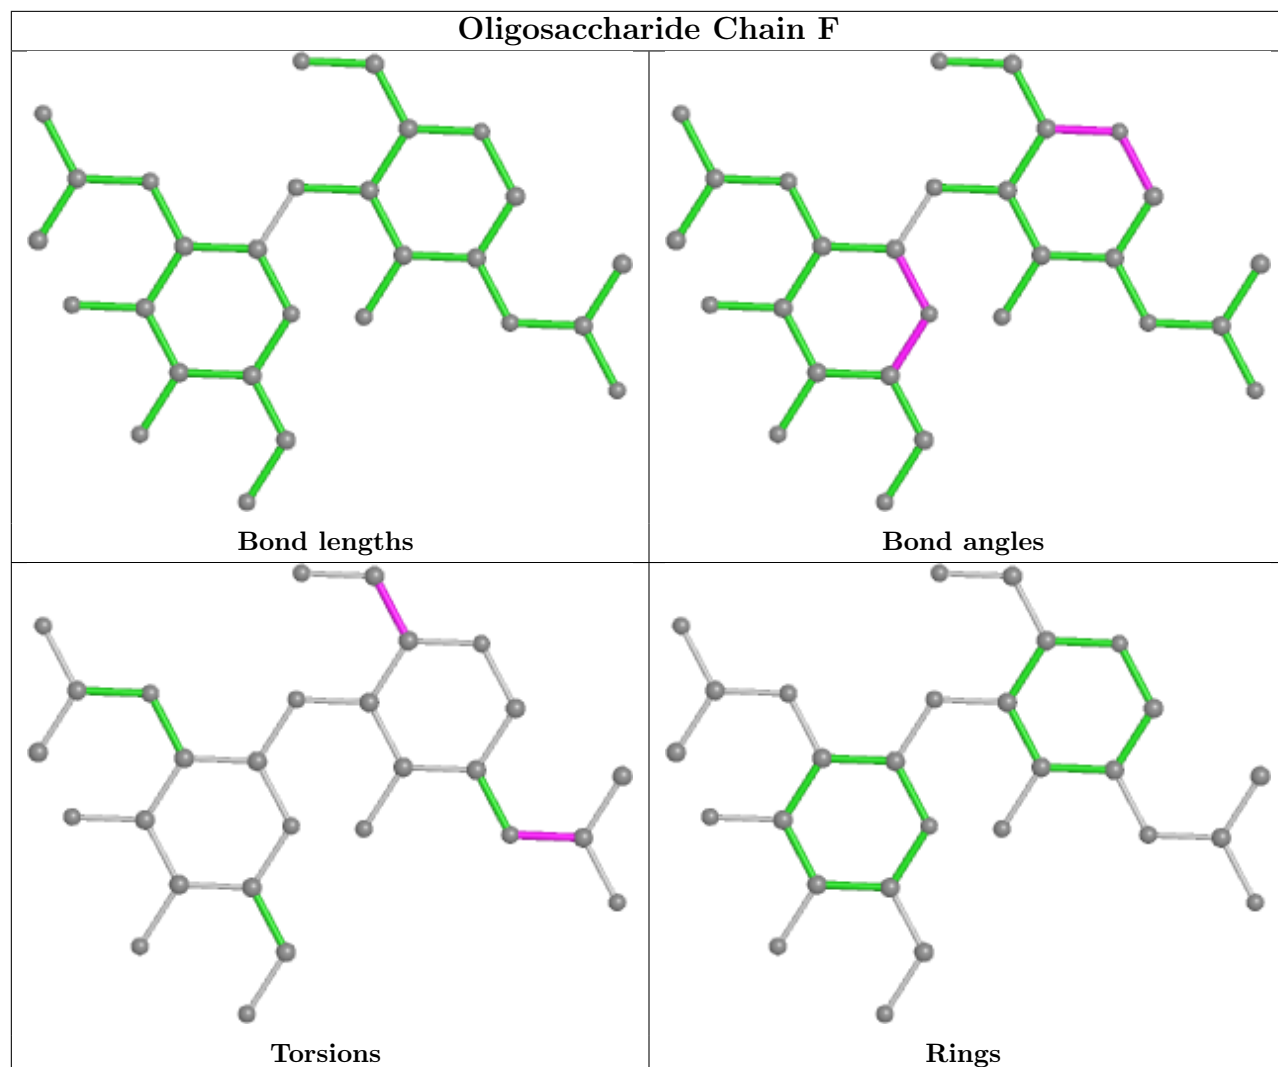 Oligosaccharide Chain F
Bond lengths
Bond angles
Torsions
Rings